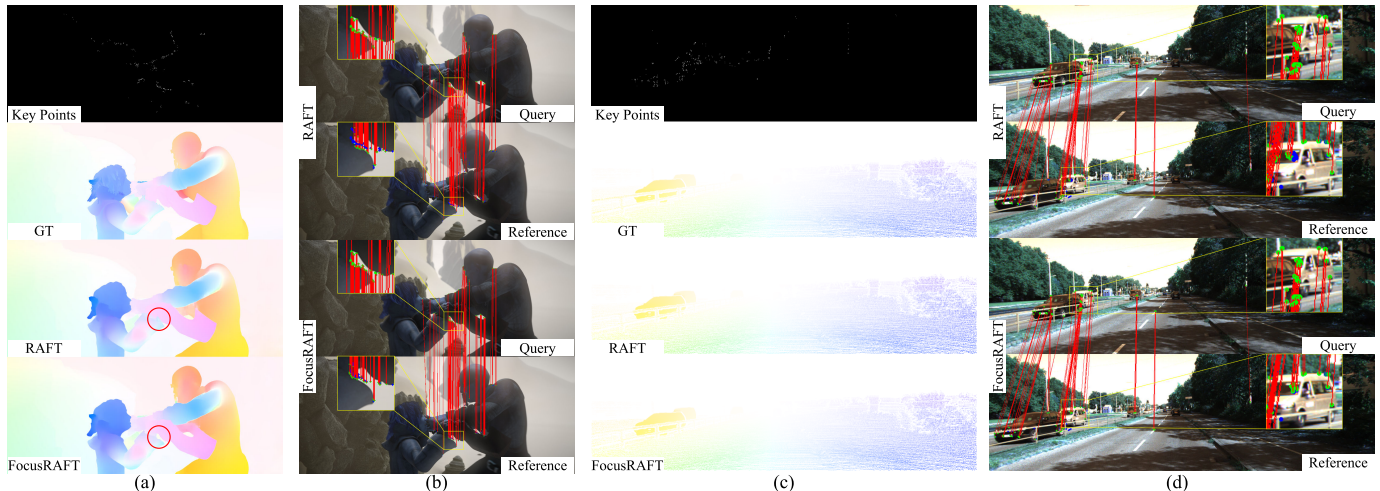 Key Points
GT
RAFT
FocusRAFT
(a)
RAFT
Query
Reference
FocusRAFT
Query
Reference
(b)
Key Points
GT
RAFT
FocusRAFT
(c)
RAFT
Query
Reference
FocusRAFT
Query
Reference
(d)